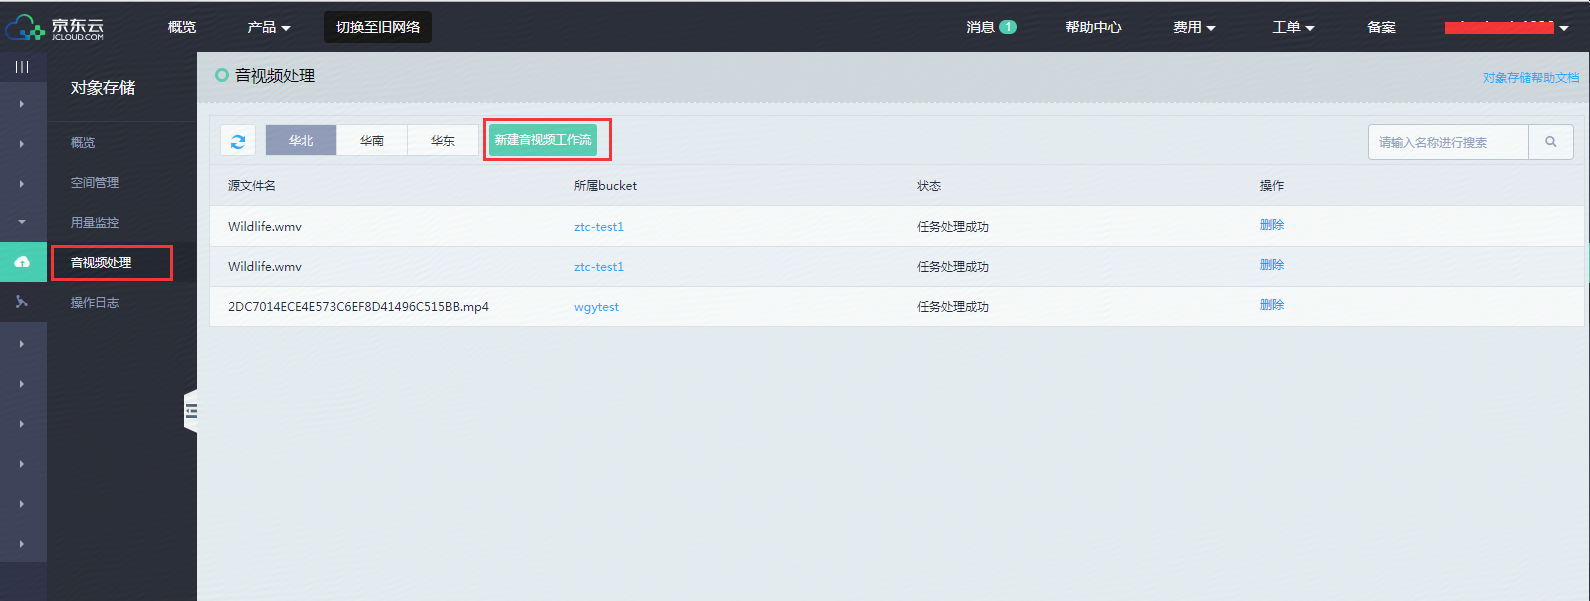 京东云
JCLOUD.COM
概览
产品
切换至旧网络
消息 1
帮助中心
费用
工单
备案
对象存储
概览
空间管理
用量监控
音视频处理
操作日志
音视频处理
对象存储帮助文档
华北
华南
华东
新建音视频工作流
请输入名称进行搜索
源文件名 所属bucket 状态 操作
Wildlife.wmv ztc-test1 任务处理成功 删除
Wildlife.wmv ztc-test1 任务处理成功 删除
2DC7014ECE4E573C6EF8D41496C515BB.mp4 wgytest 任务处理成功 删除